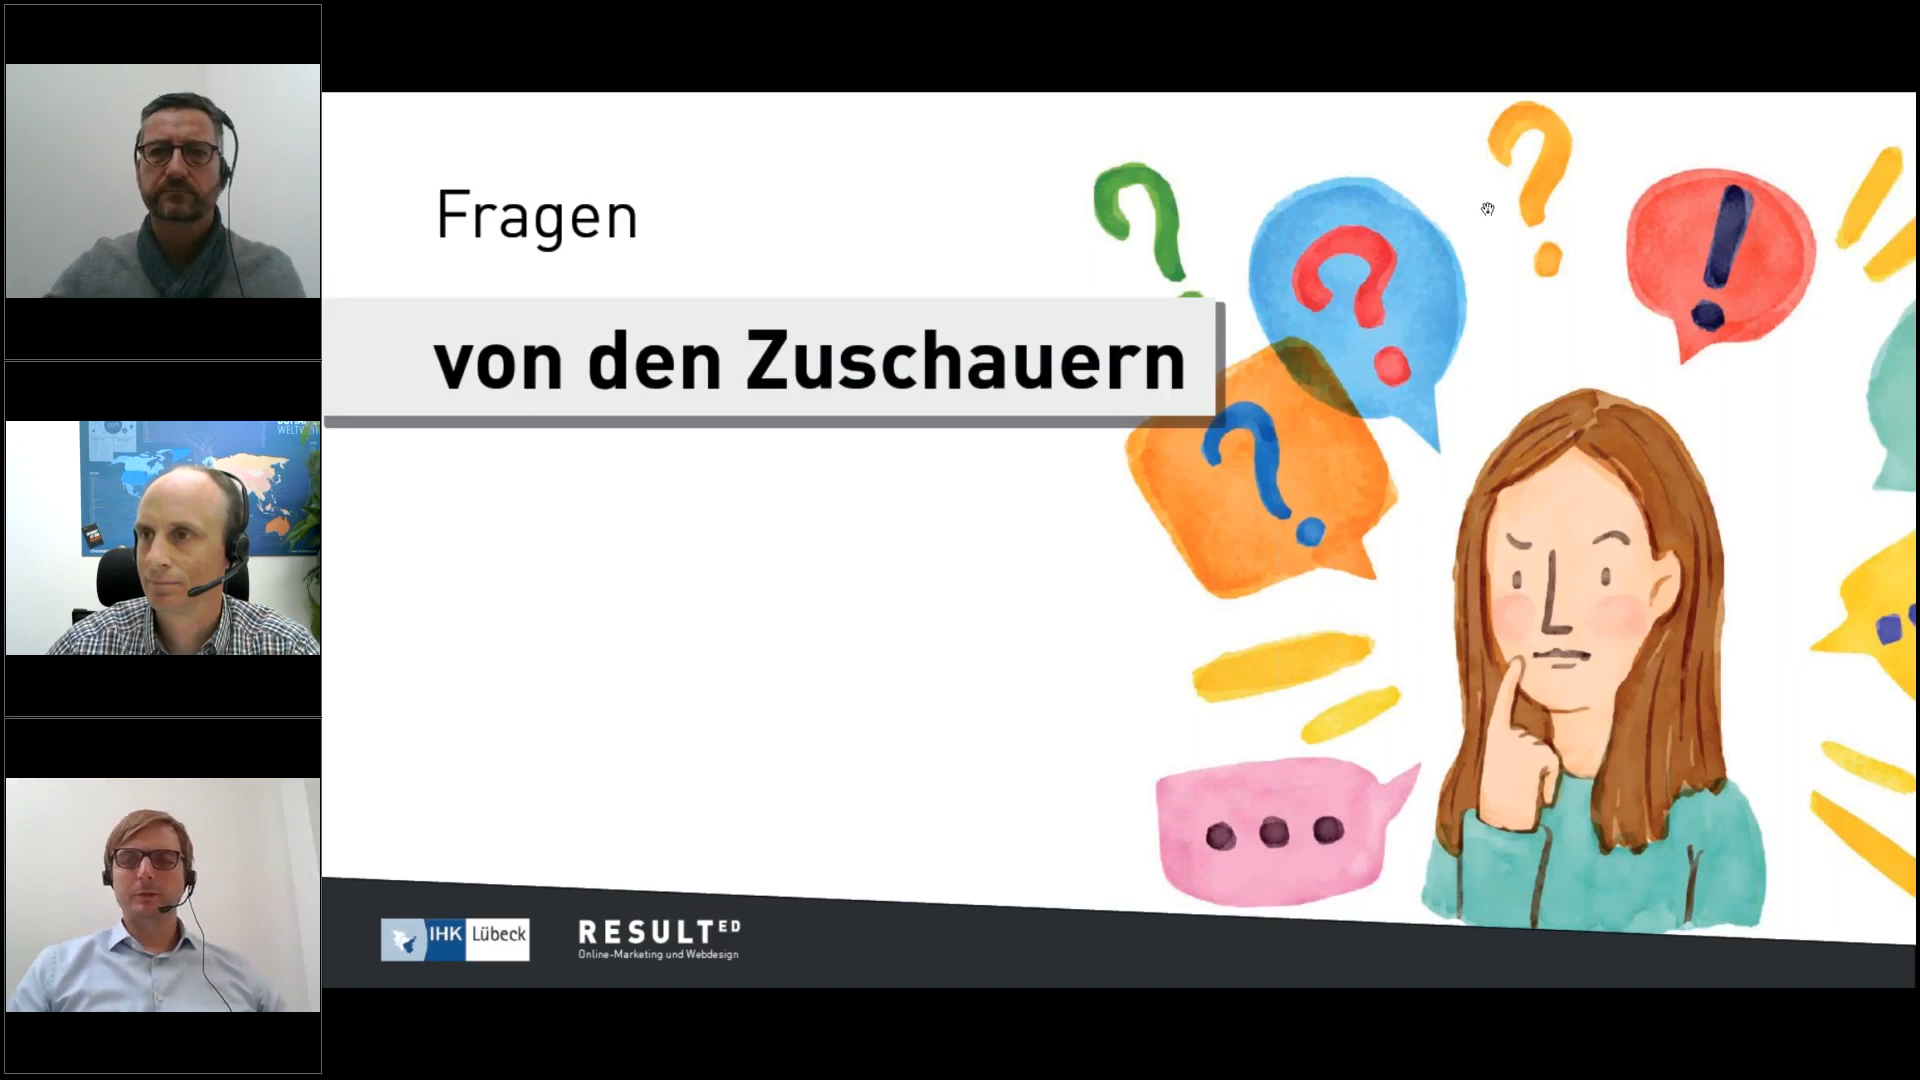 Fragen
von den Zuschauern
IHK Lübeck
RESULTED
Online-Marketing und Webdesign